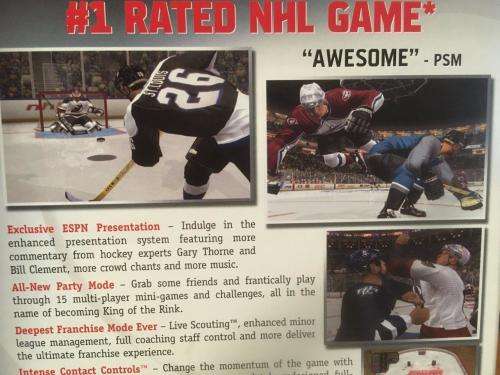 #1 RATED NHL GAME*
"AWESOME" - PSM
ST. LOUIS
26
Exclusive ESPN Presentation – Indulge in the
enhanced presentation system featuring more
commentary from hockey experts Gary Thorne and
Bill Clement, more crowd chants and more music.
All-New Party Mode – Grab some friends and frantically play
through 15 multi-player mini-games and challenges, all in the
name of becoming King of the Rink.
Deepest Franchise Mode Ever – Live Scouting™, enhanced minor
league management, full coaching staff control and more deliver
the ultimate franchise experience.
Intense Contact Controls™ – Change the momentum of the game with